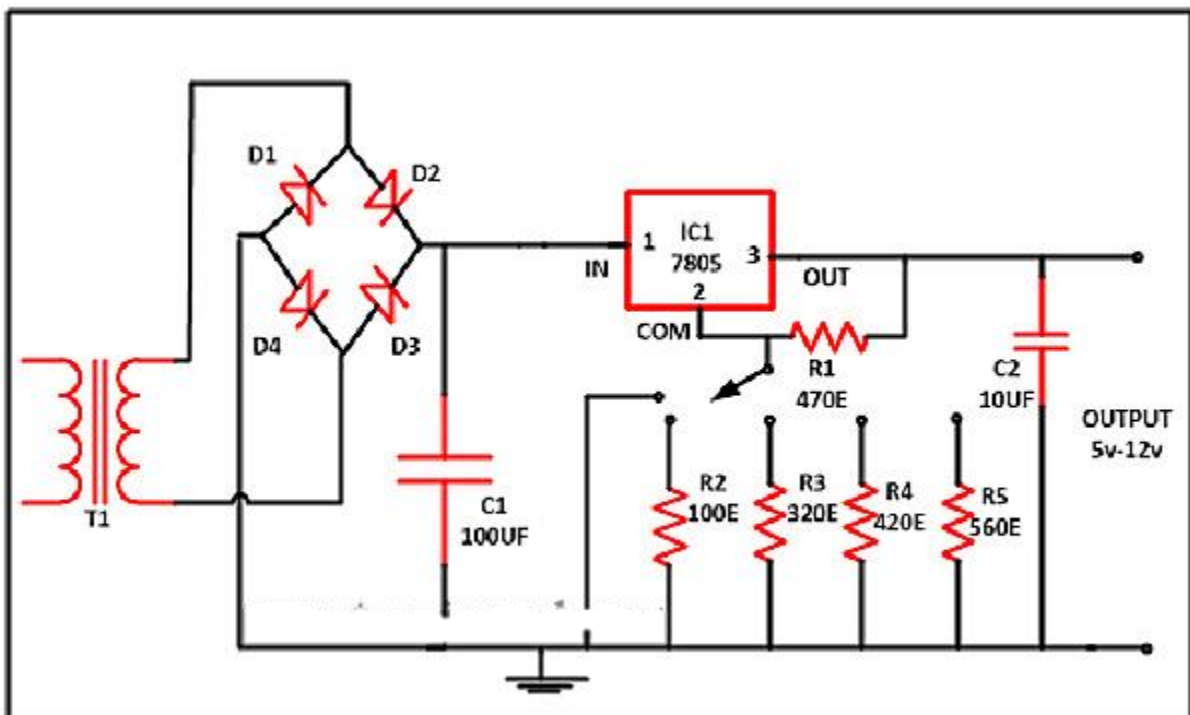 D1
D2
IC1
7805
1
3
2
IN
OUT
COM
D4
D3
R1
470E
C2
10UF
OUTPUT
5v-12v
T1
C1
100UF
R2
100E
R3
320E
R4
420E
R5
560E